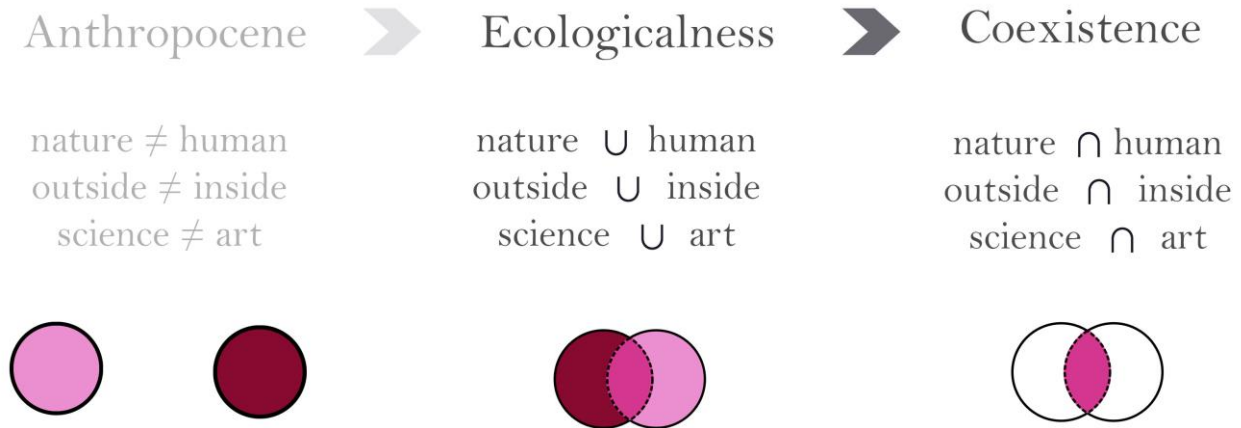 Anthropocene
nature ≠ human
outside ≠ inside
science ≠ art
Ecologicalness
nature ∪ human
outside ∪ inside
science ∪ art
Coexistence
nature ∩ human
outside ∩ inside
science ∩ art